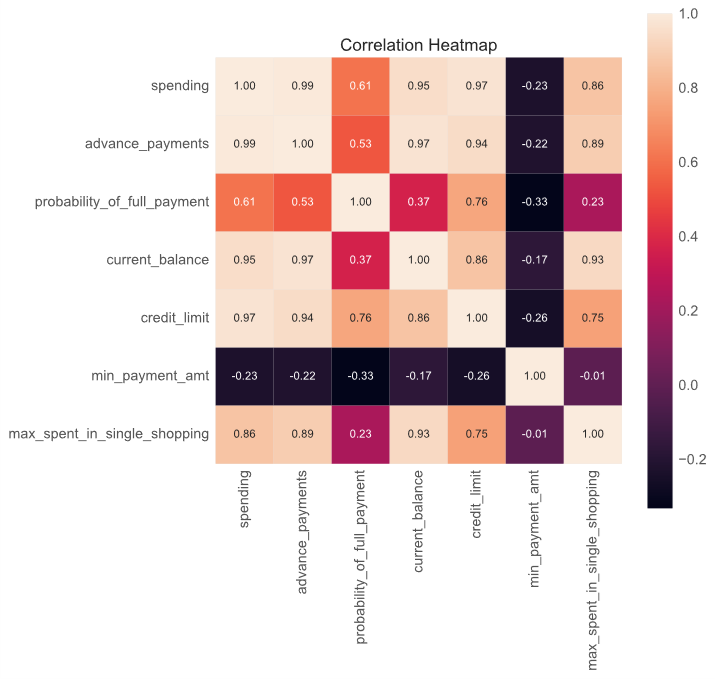 Correlation Heatmap
spending 1.00 0.99 0.61 0.95 0.97 -0.23 0.86
advance_payments 0.99 1.00 0.53 0.97 0.94 -0.22 0.89
probability_of_full_payment 0.61 0.53 1.00 0.37 0.76 -0.33 0.23
current_balance 0.95 0.97 0.37 1.00 0.86 -0.17 0.93
credit_limit 0.97 0.94 0.76 0.86 1.00 -0.26 0.75
min_payment_amt -0.23 -0.22 -0.33 -0.17 -0.26 1.00 -0.01
max_spent_in_single_shopping 0.86 0.89 0.23 0.93 0.75 -0.01 1.00
spending
advance_payments
probability_of_full_payment
current_balance
credit_limit
min_payment_amt
max_spent_in_single_shopping
1.0
0.8
0.6
0.4
0.2
0.0
−0.2